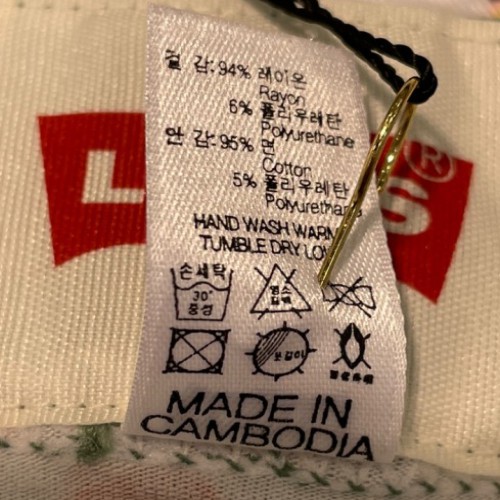 겉 감: 94% 레이온
Rayon
6% 폴리우레탄
Polyurethane
안 감: 95% 면
Cotton
5% 폴리우레탄
Polyurethane
HAND WASH WARM
TUMBLE DRY LOW
손세탁
30°
중성
염소
표백
MADE IN
CAMBODIA
L S ®